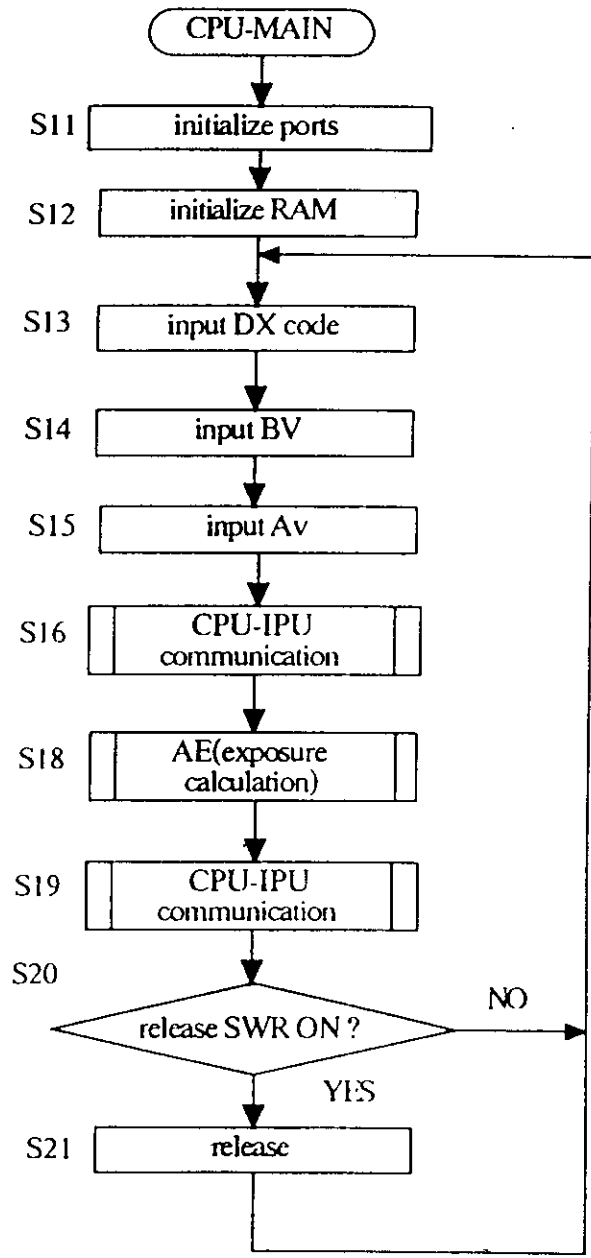 CPU-MAIN
S11
initialize ports
S12
initialize RAM
S13
input DX code
S14
input BV
S15
input Av
S16
CPU-IPU
communication
S18
AE(exposure
calculation)
S19
CPU-IPU
communication
S20
release SWR ON ?
NO
YES
S21
release